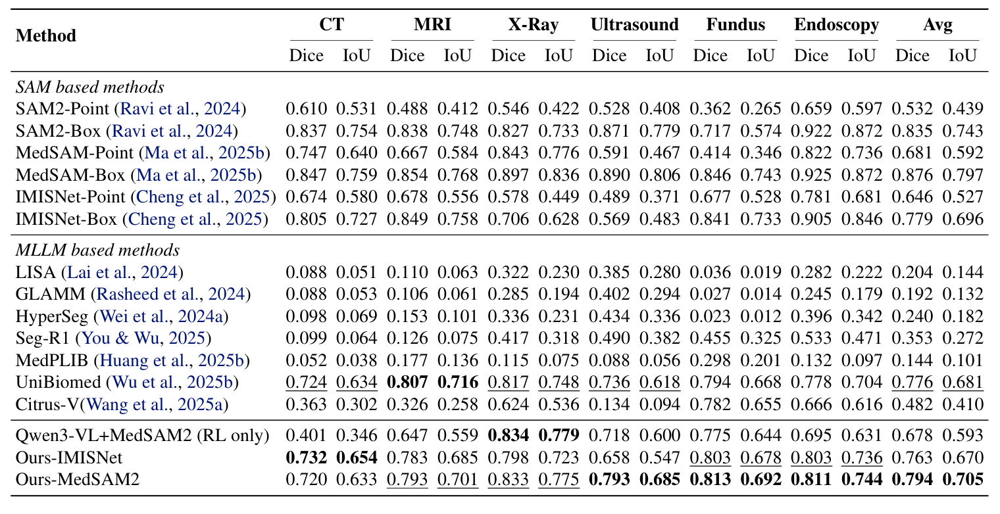 Method CT MRI X-Ray Ultrasound Fundus Endoscopy Avg
Dice IoU Dice IoU Dice IoU Dice IoU Dice IoU Dice IoU Dice IoU
SAM based methods
SAM2-Point (Ravi et al., 2024) 0.610 0.531 0.488 0.412 0.546 0.422 0.528 0.408 0.362 0.265 0.659 0.597 0.532 0.439
SAM2-Box (Ravi et al., 2024) 0.837 0.754 0.838 0.748 0.827 0.733 0.871 0.779 0.717 0.574 0.922 0.872 0.835 0.743
MedSAM-Point (Ma et al., 2025b) 0.747 0.640 0.667 0.584 0.843 0.776 0.591 0.467 0.414 0.346 0.822 0.736 0.681 0.592
MedSAM-Box (Ma et al., 2025b) 0.847 0.759 0.854 0.768 0.897 0.836 0.890 0.806 0.846 0.743 0.925 0.872 0.876 0.797
IMISNet-Point (Cheng et al., 2025) 0.674 0.580 0.678 0.556 0.578 0.449 0.489 0.371 0.677 0.528 0.781 0.681 0.646 0.527
IMISNet-Box (Cheng et al., 2025) 0.805 0.727 0.849 0.758 0.706 0.628 0.569 0.483 0.841 0.733 0.905 0.846 0.779 0.696
MLLM based methods
LISA (Lai et al., 2024) 0.088 0.051 0.110 0.063 0.322 0.230 0.385 0.280 0.036 0.019 0.282 0.222 0.204 0.144
GLAMM (Rasheed et al., 2024) 0.088 0.053 0.106 0.061 0.285 0.194 0.402 0.294 0.027 0.014 0.245 0.179 0.192 0.132
HyperSeg (Wei et al., 2024a) 0.098 0.069 0.153 0.101 0.336 0.231 0.434 0.336 0.023 0.012 0.396 0.342 0.240 0.182
Seg-R1 (You & Wu, 2025) 0.099 0.064 0.126 0.075 0.417 0.318 0.490 0.382 0.455 0.325 0.533 0.471 0.353 0.272
MedPLIB (Huang et al., 2025b) 0.052 0.038 0.177 0.136 0.115 0.075 0.088 0.056 0.298 0.201 0.132 0.097 0.144 0.101
UniBiomed (Wu et al., 2025b) 0.724 0.634 0.807 0.716 0.817 0.748 0.736 0.618 0.794 0.668 0.778 0.704 0.776 0.681
Citrus-V(Wang et al., 2025a) 0.363 0.302 0.326 0.258 0.624 0.536 0.134 0.094 0.782 0.655 0.666 0.616 0.482 0.410
Qwen3-VL+MedSAM2 (RL only) 0.401 0.346 0.647 0.559 0.834 0.779 0.718 0.600 0.775 0.644 0.695 0.631 0.678 0.593
Ours-IMISNet 0.732 0.654 0.783 0.685 0.798 0.723 0.658 0.547 0.803 0.678 0.803 0.736 0.763 0.670
Ours-MedSAM2 0.720 0.633 0.793 0.701 0.833 0.775 0.793 0.685 0.813 0.692 0.811 0.744 0.794 0.705